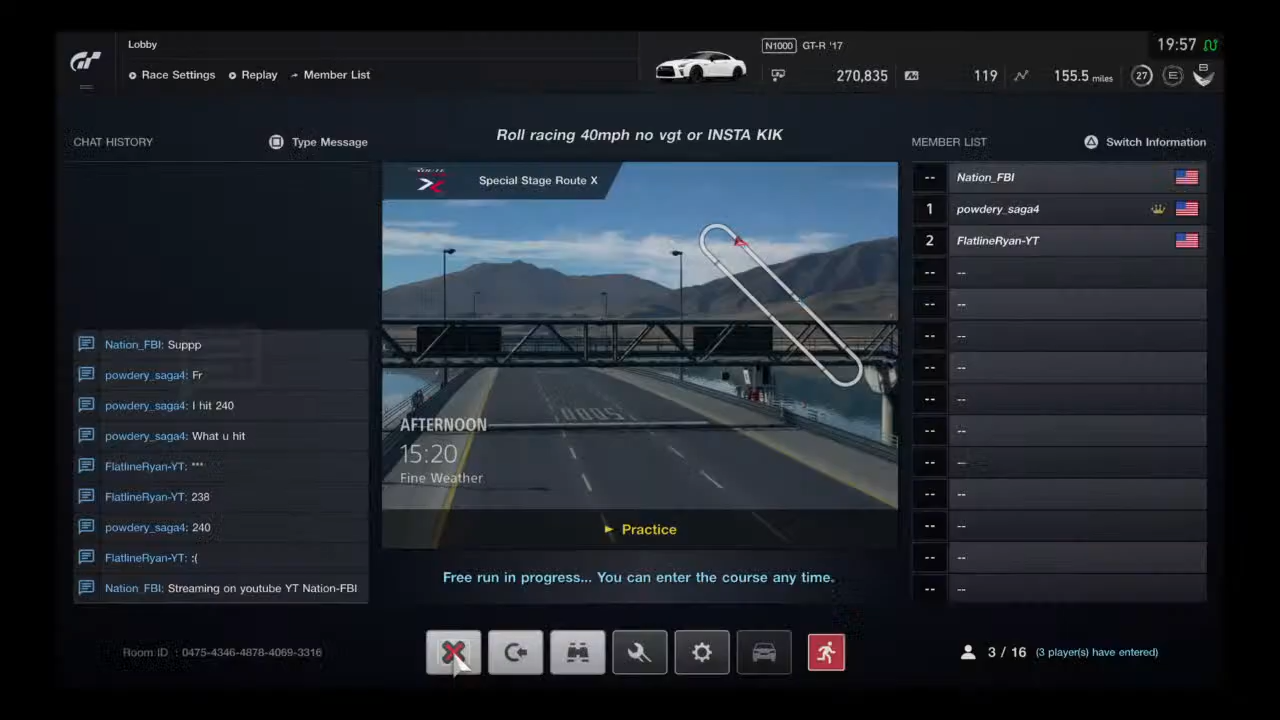 Lobby
Race Settings
Replay
Member List
N1000
GT-R '17
19:57
270,835
119
155.5 miles
27
E
B
CHAT HISTORY
Type Message
Roll racing 40mph no vgt or INSTA KIK
MEMBER LIST
Switch Information
Special Stage Route X
-- Nation_FBI
1 powdery_saga4
2 FlatlineRyan-YT
-- --
-- --
-- --
-- --
-- --
-- --
-- --
-- --
-- --
-- --
-- --
Nation_FBI: Suppp
powdery_saga4: Fr
powdery_saga4: I hit 240
powdery_saga4: What u hit
FlatlineRyan-YT: ***
FlatlineRyan-YT: 238
powdery_saga4: 240
FlatlineRyan-YT: :(
Nation_FBI: Streaming on youtube YT Nation-FBI
AFTERNOON
15:20
Fine Weather
Practice
Free run in progress... You can enter the course any time.
Room ID : 0475-4346-4878-4069-3316
3 / 16 (3 player(s) have entered)